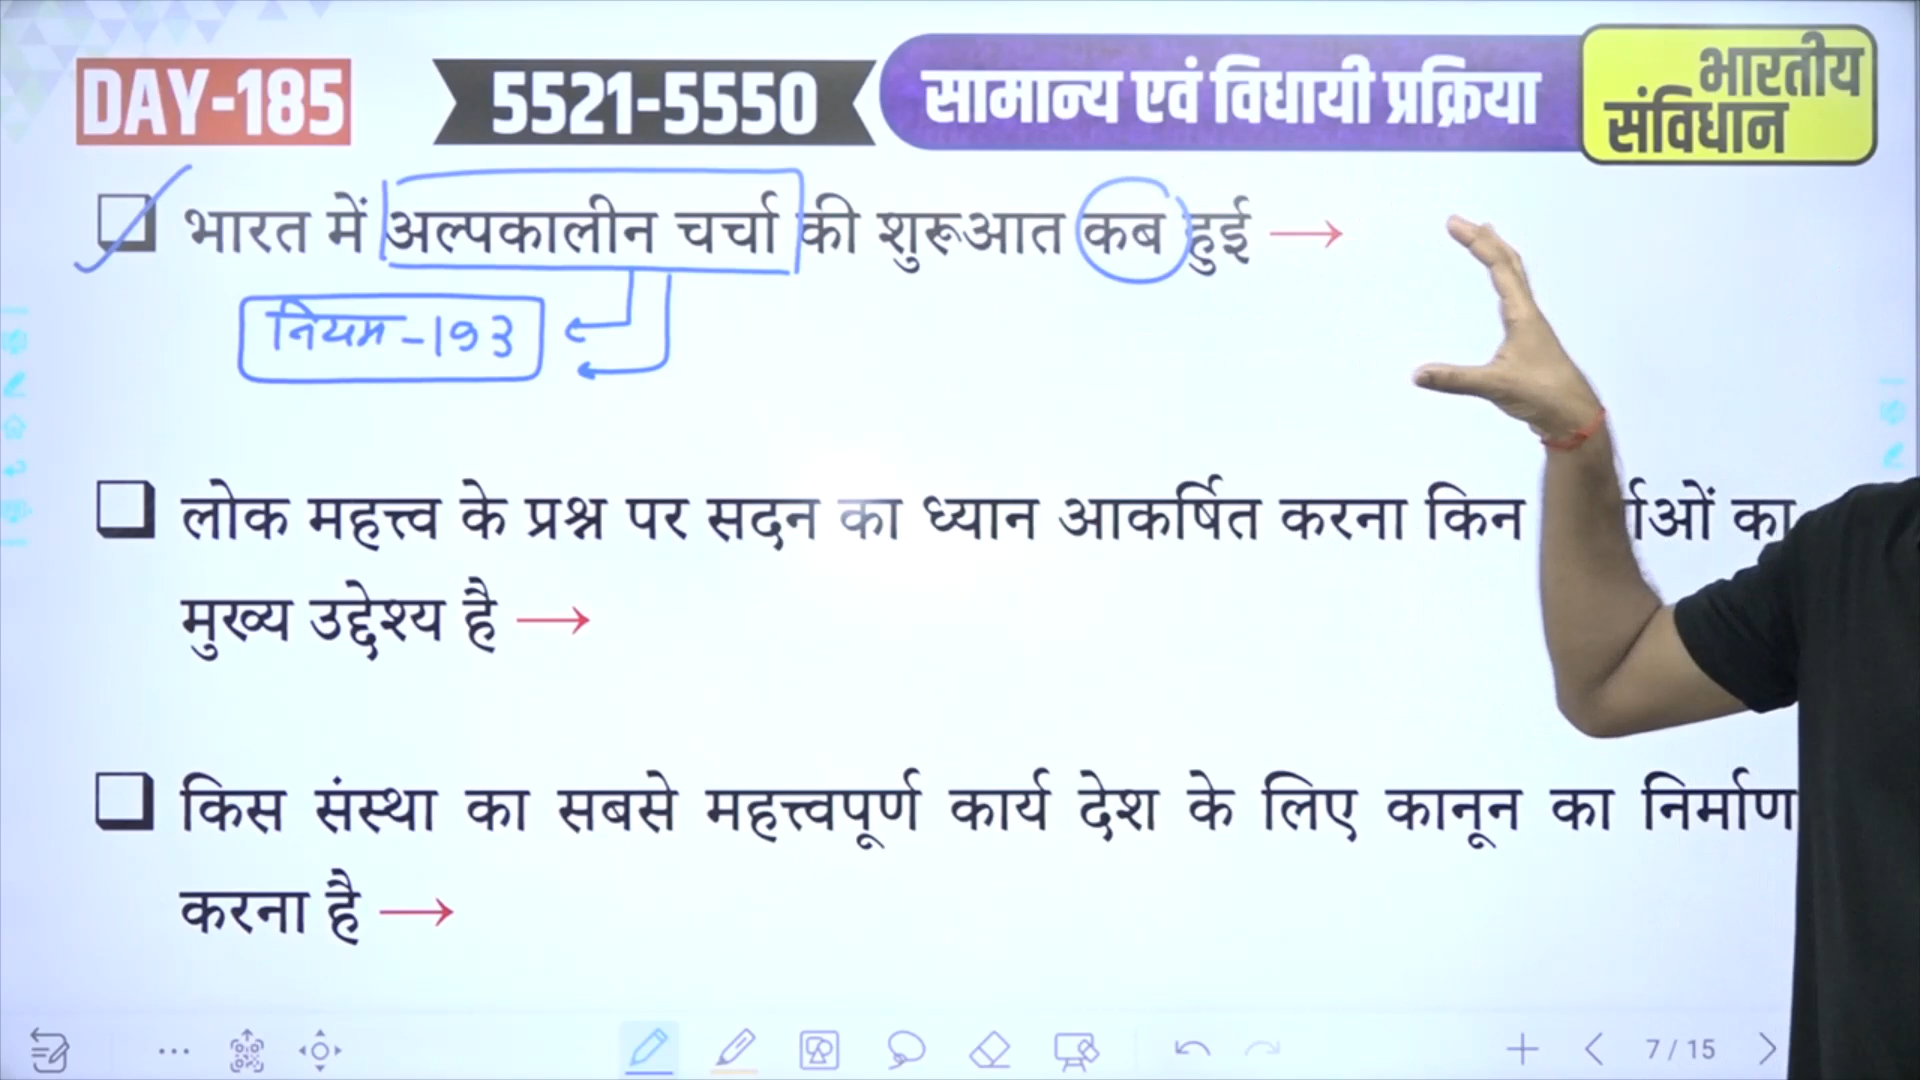 DAY-185
5521-5550
सामान्य एवं विधायी प्रक्रिया
भारतीय
संविधान
भारत में अल्पकालीन चर्चा की शुरूआत कब हुई →
नियम-193
लोक महत्त्व के प्रश्न पर सदन का ध्यान आकर्षित करना किन का
मुख्य उद्देश्य है →
किस संस्था का सबसे महत्त्वपूर्ण कार्य देश के लिए कानून का निर्माण
करना है →
7 / 15